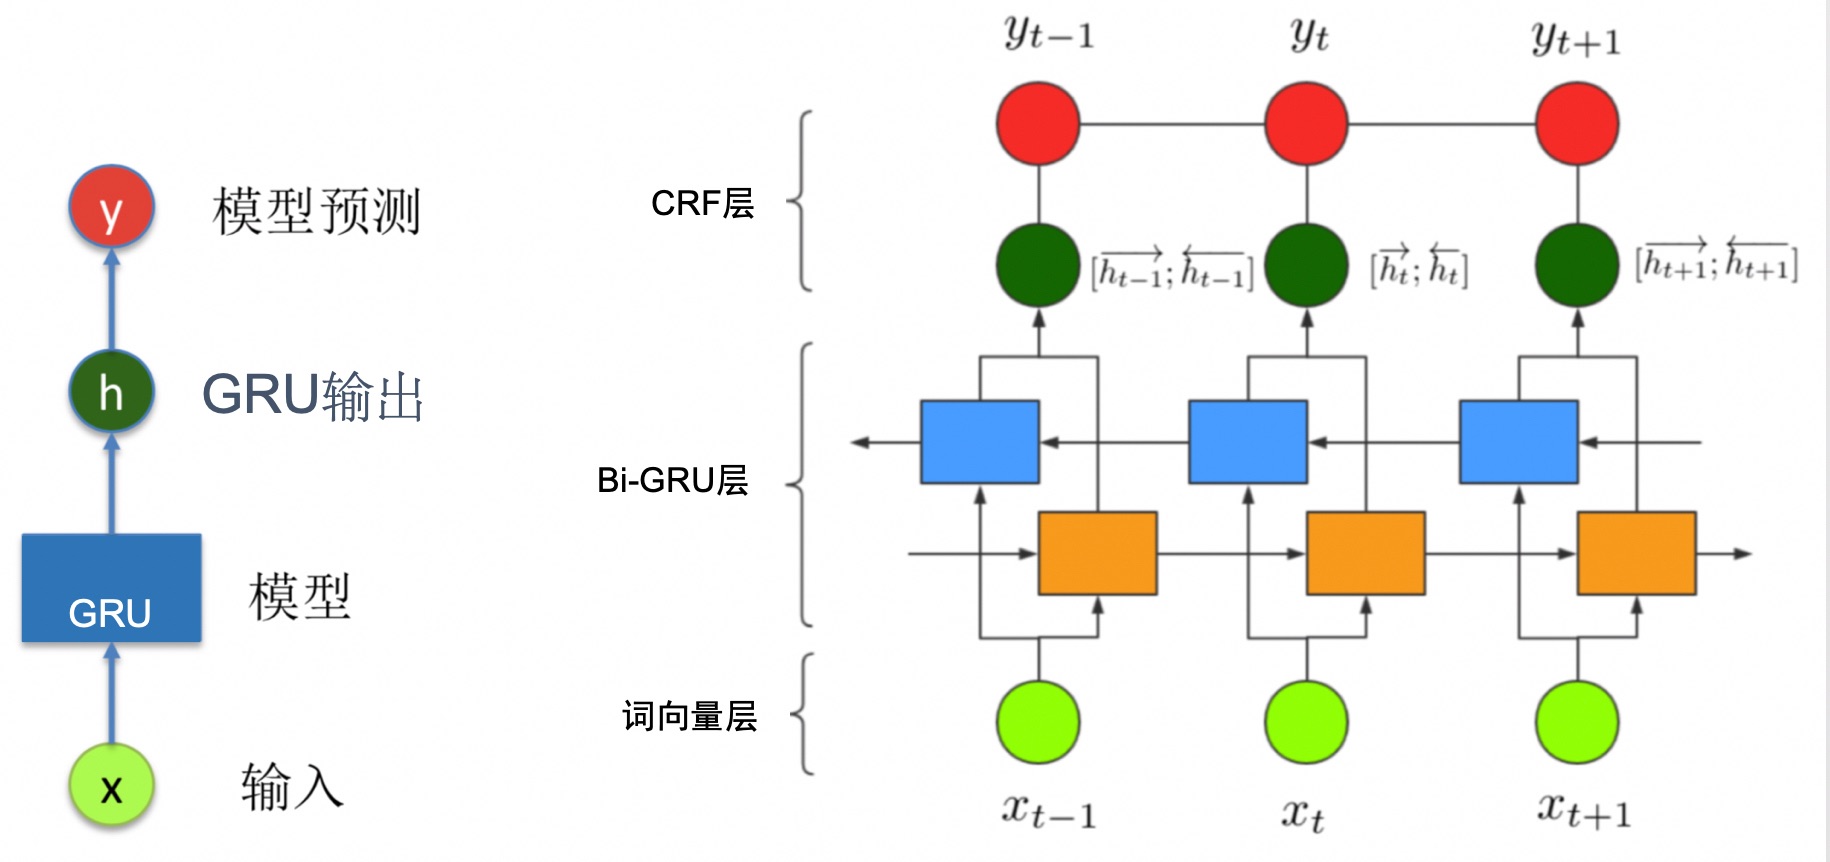 y
模型预测
h
GRU输出
GRU
模型
x
输入
y_{t-1}
y_t
y_{t+1}
CRF层
[\overrightarrow{h_{t-1}};\overleftarrow{h_{t-1}}]
[\overrightarrow{h_t};\overleftarrow{h_t}]
[\overrightarrow{h_{t+1}};\overleftarrow{h_{t+1}}]
Bi-GRU层
词向量层
x_{t-1}
x_t
x_{t+1}